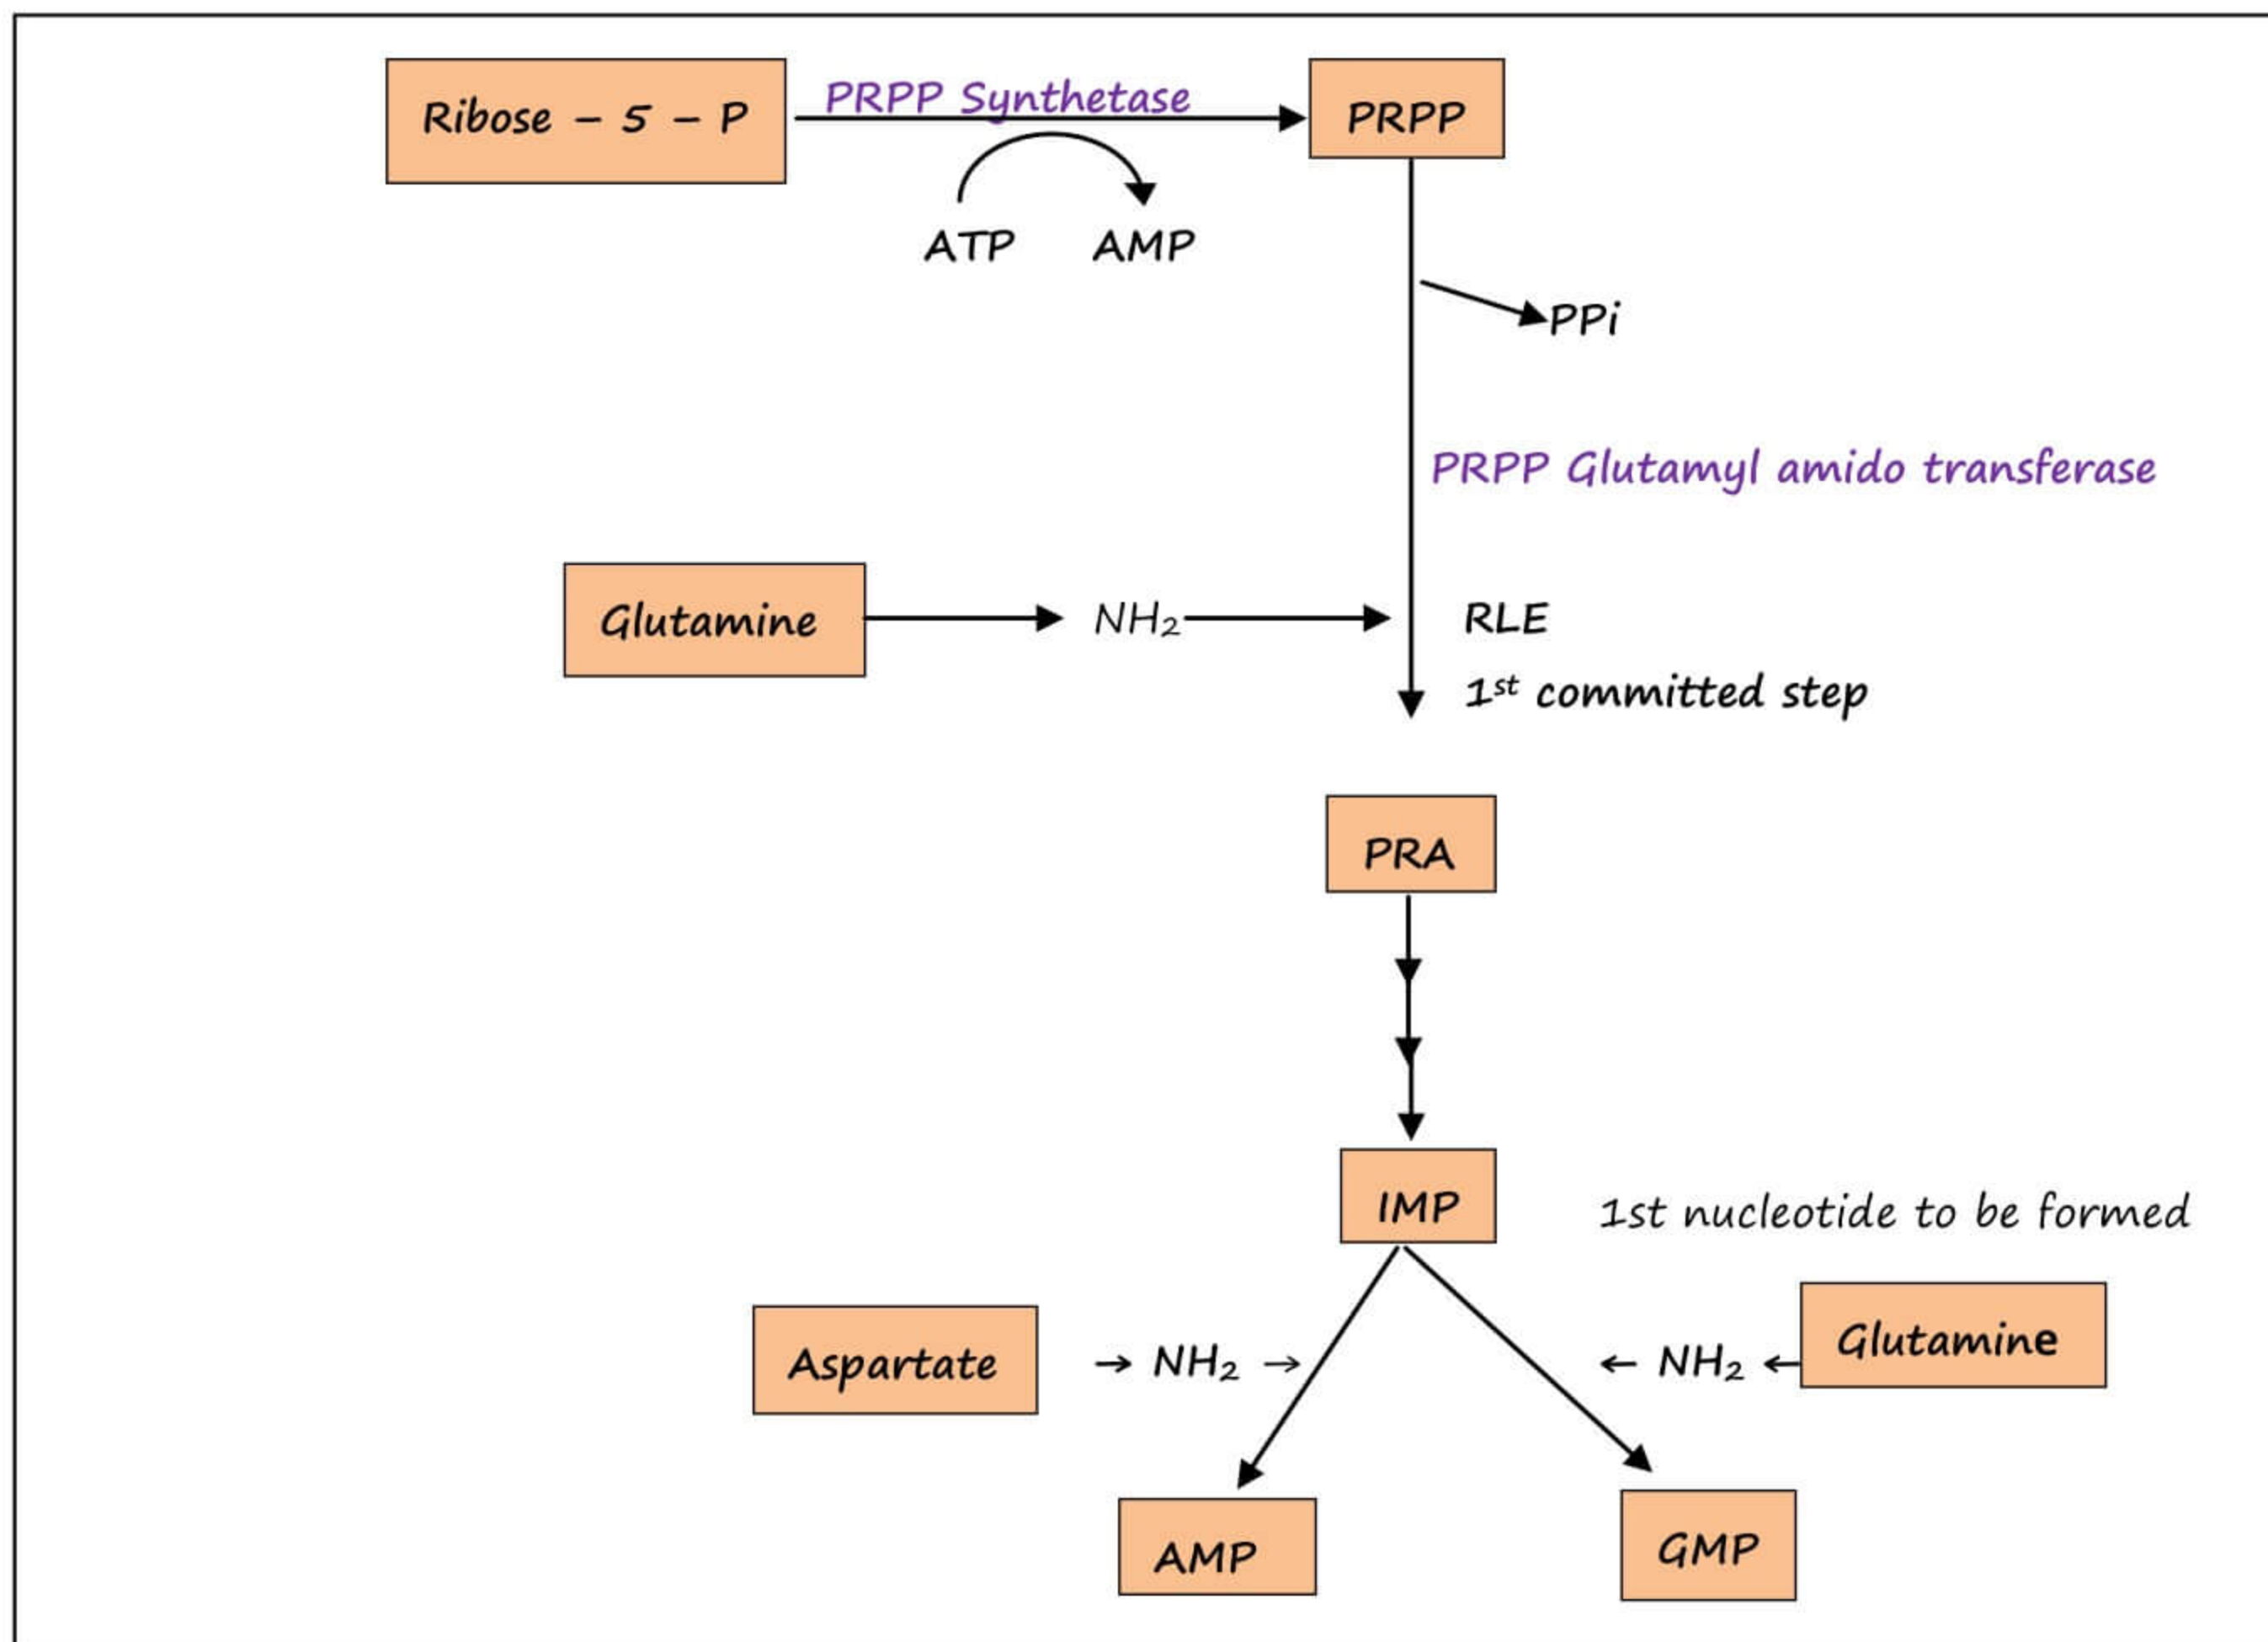 Ribose – 5 – P
PRPP Synthetase
PRPP
ATP
AMP
PPi
PRPP Glutamyl amido transferase
Glutamine
NH₂
RLE
1ˢᵗ committed step
PRA
IMP
1st nucleotide to be formed
Aspartate
→ NH₂ →
← NH₂ ←
Glutamine
AMP
GMP